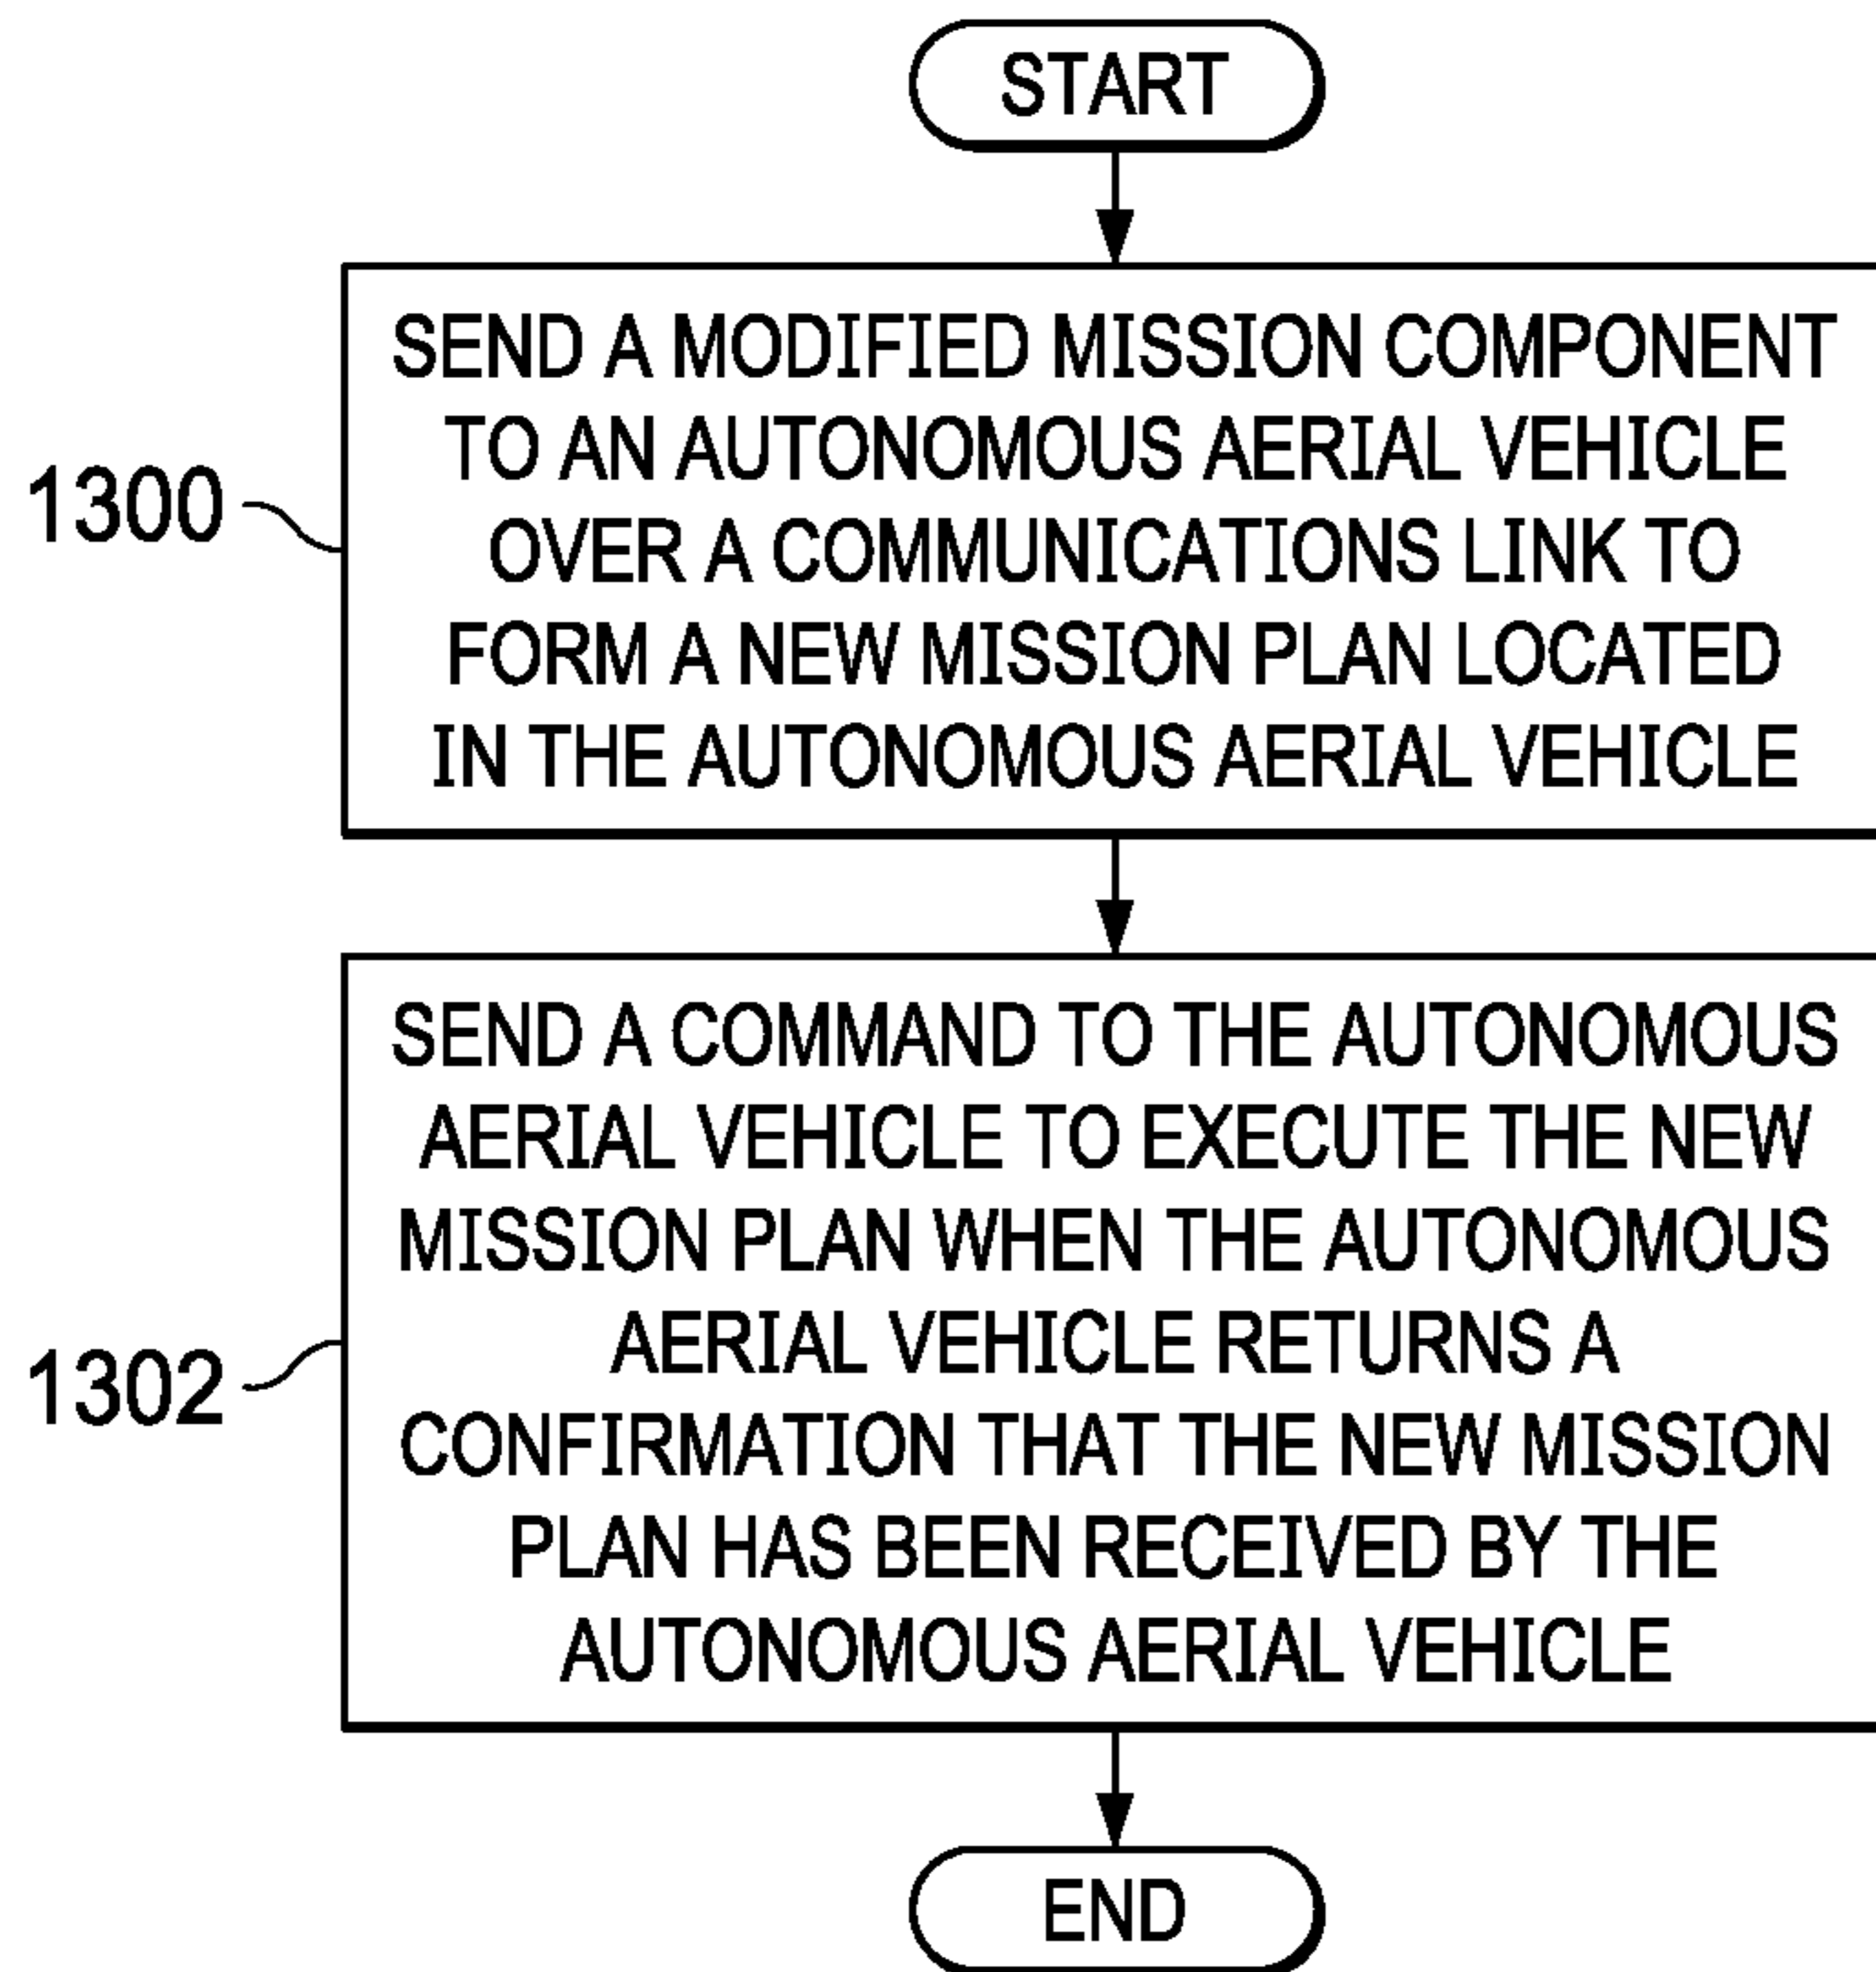 START
SEND A MODIFIED MISSION COMPONENT
TO AN AUTONOMOUS AERIAL VEHICLE
OVER A COMMUNICATIONS LINK TO
FORM A NEW MISSION PLAN LOCATED
IN THE AUTONOMOUS AERIAL VEHICLE
1300
SEND A COMMAND TO THE AUTONOMOUS
AERIAL VEHICLE TO EXECUTE THE NEW
MISSION PLAN WHEN THE AUTONOMOUS
AERIAL VEHICLE RETURNS A
CONFIRMATION THAT THE NEW MISSION
PLAN HAS BEEN RECEIVED BY THE
AUTONOMOUS AERIAL VEHICLE
1302
END